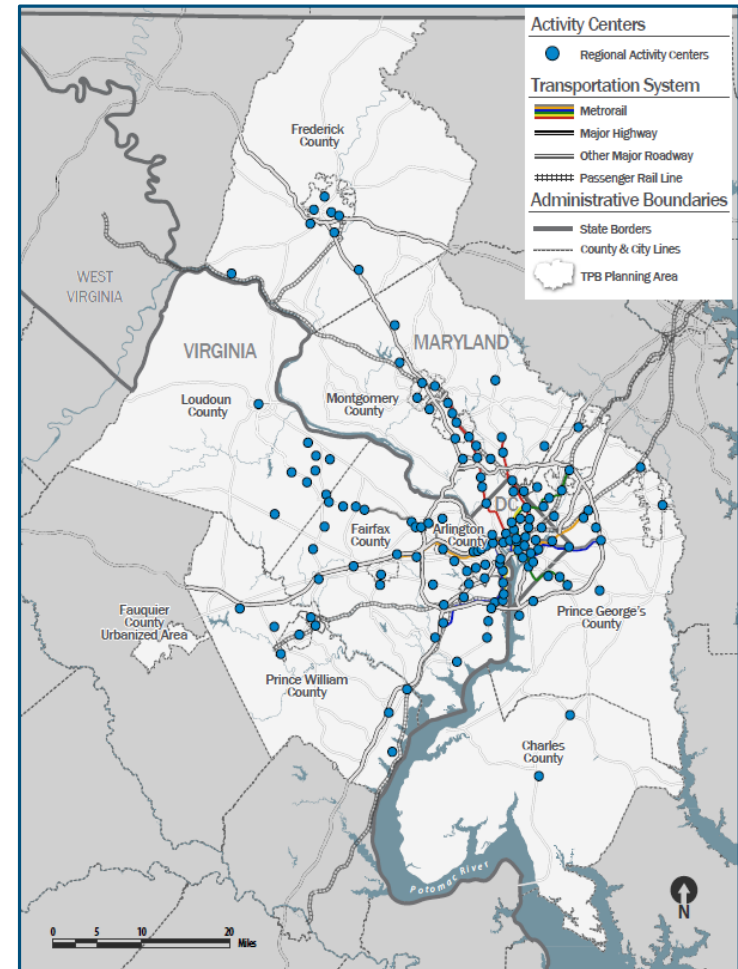 Activity Centers
Regional Activity Centers
Transportation System
Metrorail
Major Highway
Other Major Roadway
Passenger Rail Line
Administrative Boundaries
State Borders
County & City Lines
TPB Planning Area
Frederick
County
WEST
VIRGINIA
VIRGINIA
MARYLAND
Loudoun
County
Montgomery
County
DC
Fairfax
County
Arlington
County
Fauquier
County
Urbanized Area
Prince George's
County
Prince William
County
Charles
County
Potomac River
0 5 10 20
Miles
N